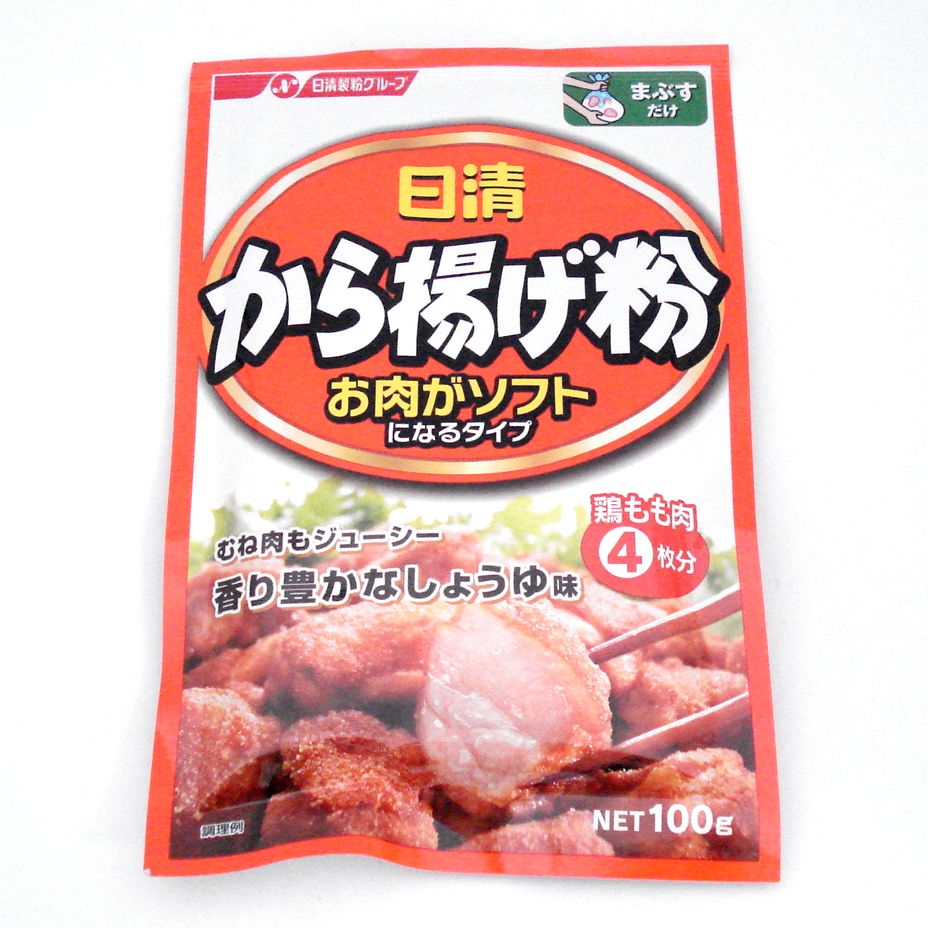 日清製粉グループ
まぶす
だけ
日清
から揚げ粉
お肉がソフト
になるタイプ
鶏もも肉
4枚分
むね肉もジューシー
香り豊かなしょうゆ味
調理例
NET 100g